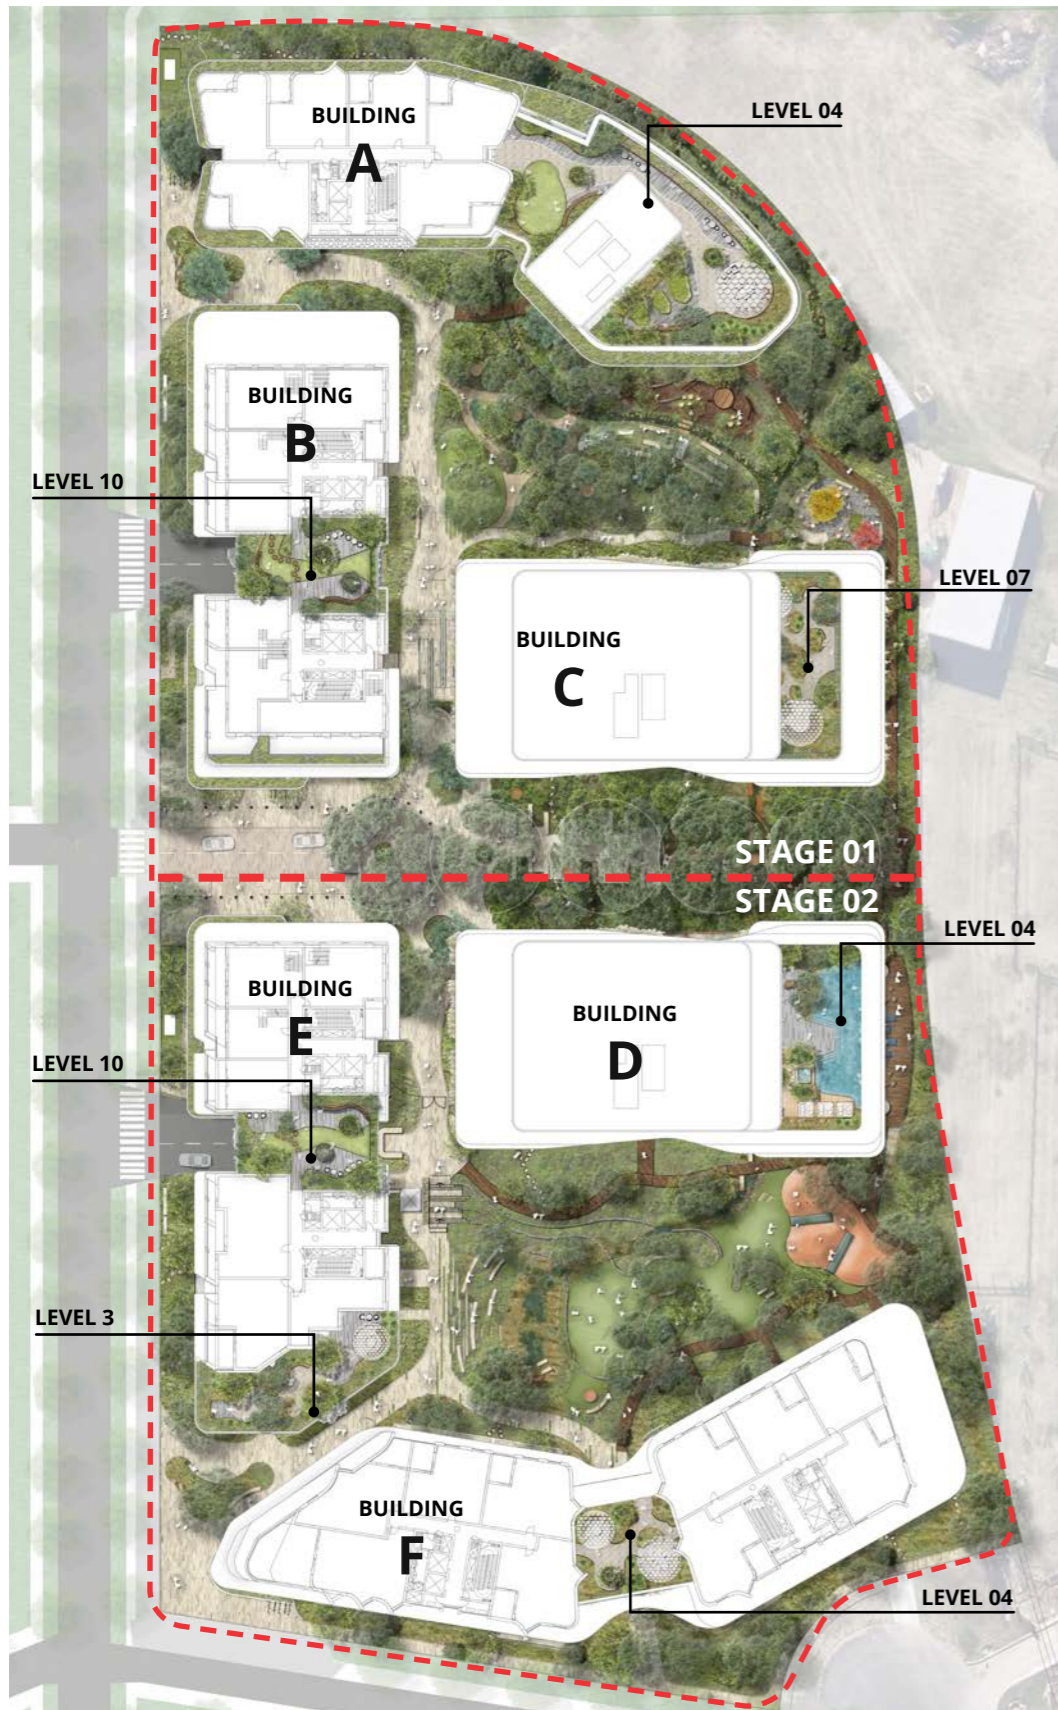 BUILDING
A
LEVEL 04
BUILDING
B
LEVEL 10
LEVEL 07
BUILDING
C
STAGE 01
STAGE 02
LEVEL 04
BUILDING
E
BUILDING
D
LEVEL 10
LEVEL 3
BUILDING
F
LEVEL 04